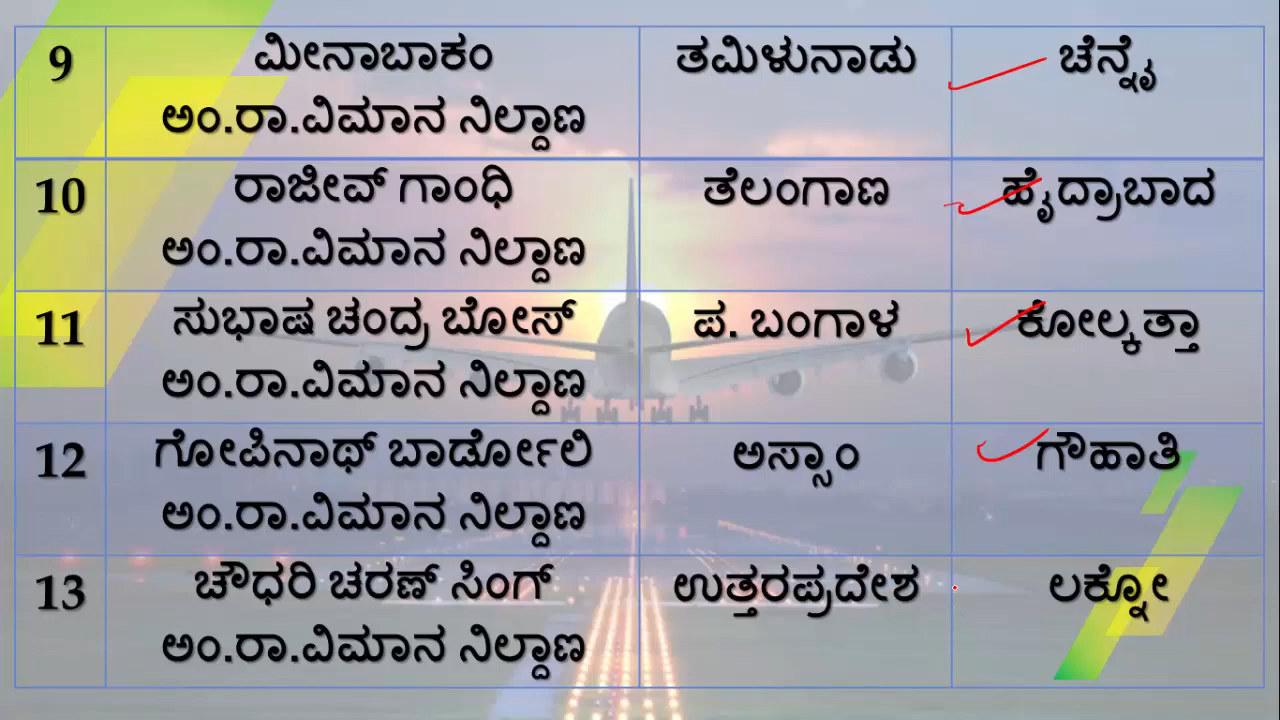 9 ಮೀನಾಬಾಕಂ ತಮಿಳುನಾಡು ಚೆನ್ನೈ
ಅಂ.ರಾ.ವಿಮಾನ ನಿಲ್ದಾಣ
10 ರಾಜೀವ್ ಗಾಂಧಿ ತೆಲಂಗಾಣ ಹೈದ್ರಾಬಾದ
ಅಂ.ರಾ.ವಿಮಾನ ನಿಲ್ದಾಣ
11 ಸುಭಾಷ ಚಂದ್ರ ಬೋಸ್ ಪ. ಬಂಗಾಳ ಕೋಲ್ಕತ್ತಾ
ಅಂ.ರಾ.ವಿಮಾನ ನಿಲ್ದಾಣ
12 ಗೋಪಿನಾಥ್ ಬಾರ್ಡೋಲಿ ಅಸ್ಸಾಂ ಗೌಹಾತಿ
ಅಂ.ರಾ.ವಿಮಾನ ನಿಲ್ದಾಣ
13 ಚೌಧರಿ ಚರಣ್ ಸಿಂಗ್ ಉತ್ತರಪ್ರದೇಶ ಲಕ್ನೋ
ಅಂ.ರಾ.ವಿಮಾನ ನಿಲ್ದಾಣ